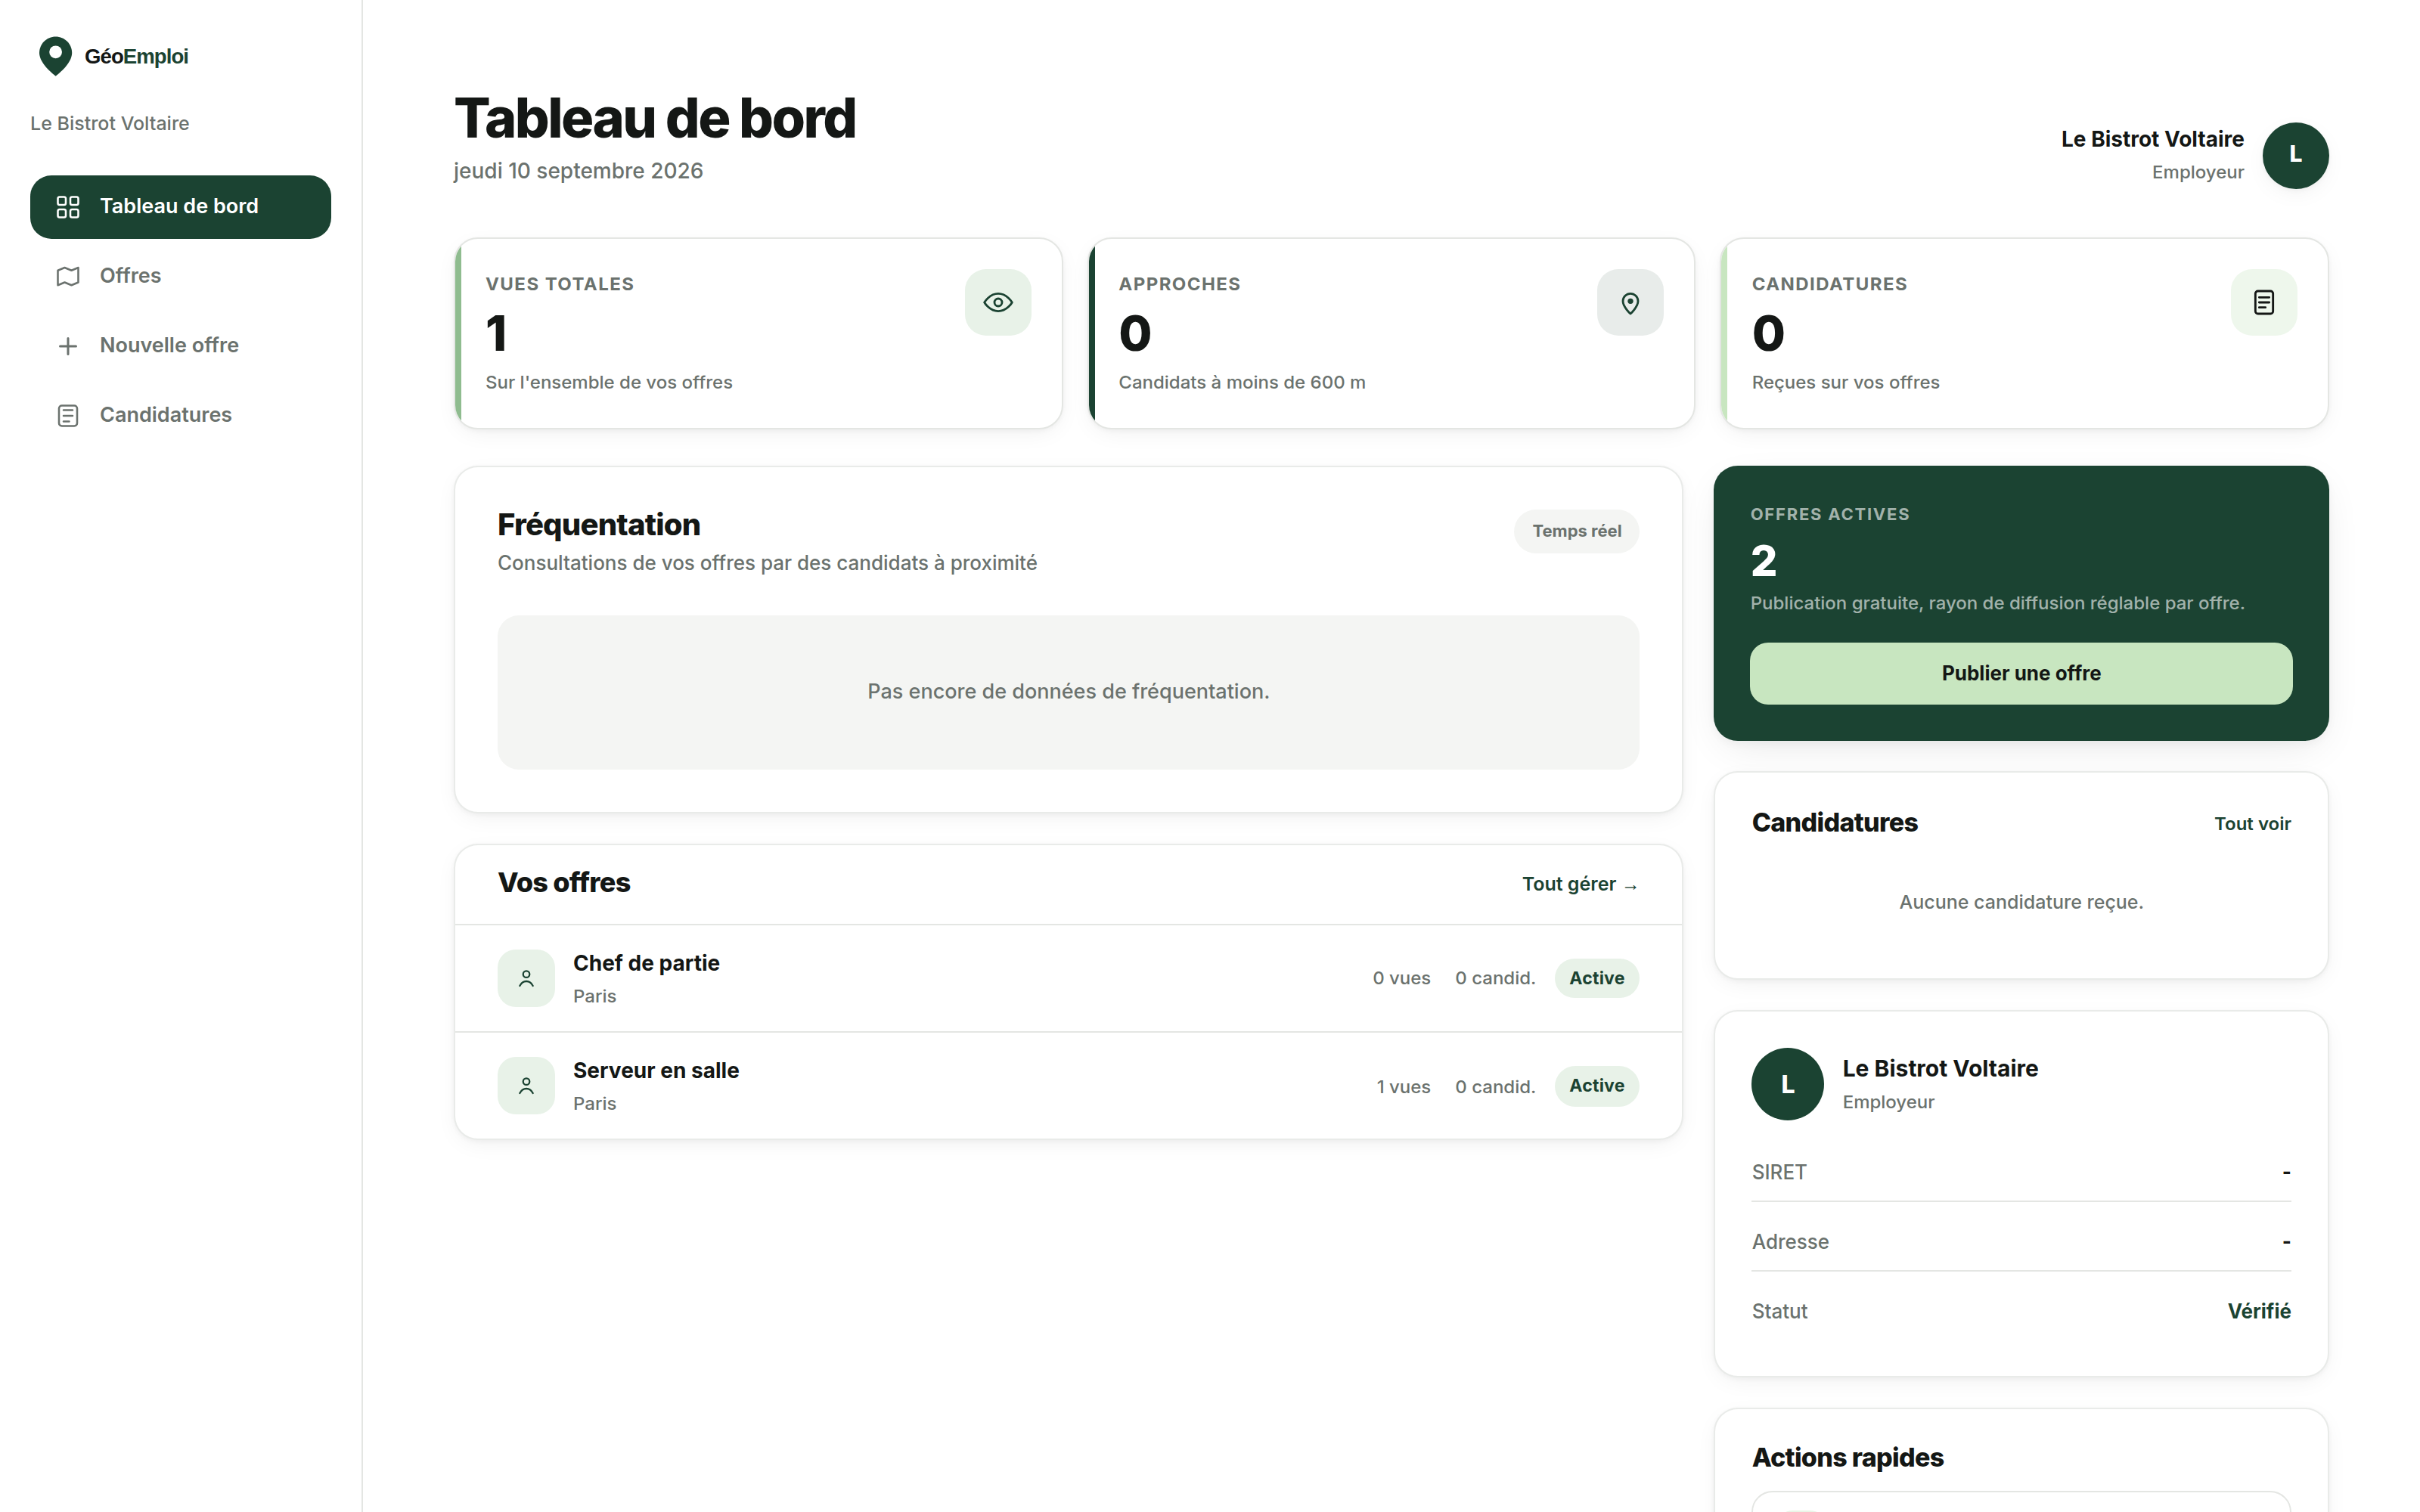 GéoEmploi
Le Bistrot Voltaire
Tableau de bord
Offres
Nouvelle offre
Candidatures
Tableau de bord
jeudi 10 septembre 2026
Le Bistrot Voltaire
Employeur
L
VUES TOTALES
1
Sur l'ensemble de vos offres
APPROCHES
0
Candidats à moins de 600 m
CANDIDATURES
0
Reçues sur vos offres
Fréquentation
Temps réel
Consultations de vos offres par des candidats à proximité
Pas encore de données de fréquentation.
Vos offres
Tout gérer →
Chef de partie
Paris
0 vues 0 candid. Active
Serveur en salle
Paris
1 vues 0 candid. Active
OFFRES ACTIVES
2
Publication gratuite, rayon de diffusion réglable par offre.
Publier une offre
Candidatures
Tout voir
Aucune candidature reçue.
L
Le Bistrot Voltaire
Employeur
SIRET -
Adresse -
Statut Vérifié
Actions rapides